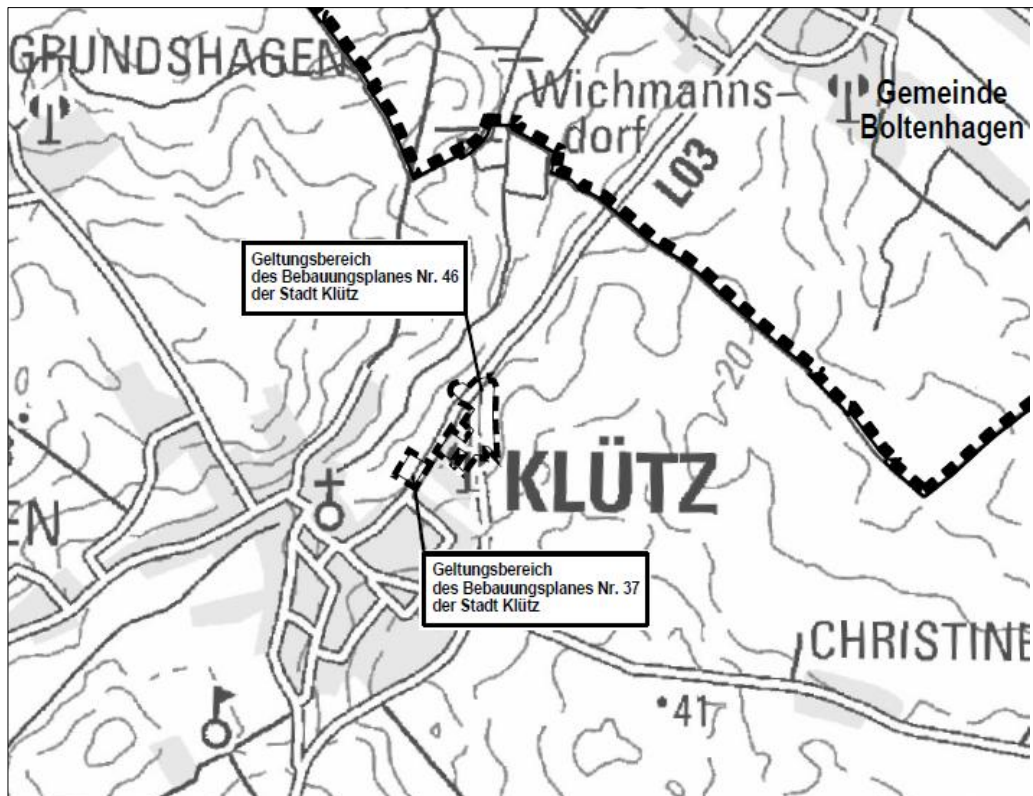 GRUNDSHAGEN
Wichmanns-
dorf
Gemeinde
Boltenhagen
L03
Geltungsbereich
des Bebauungsplanes Nr. 46
der Stadt Klütz
20
KLÜTZ
EN
Geltungsbereich
des Bebauungsplanes Nr. 37
der Stadt Klütz
CHRISTINE
41